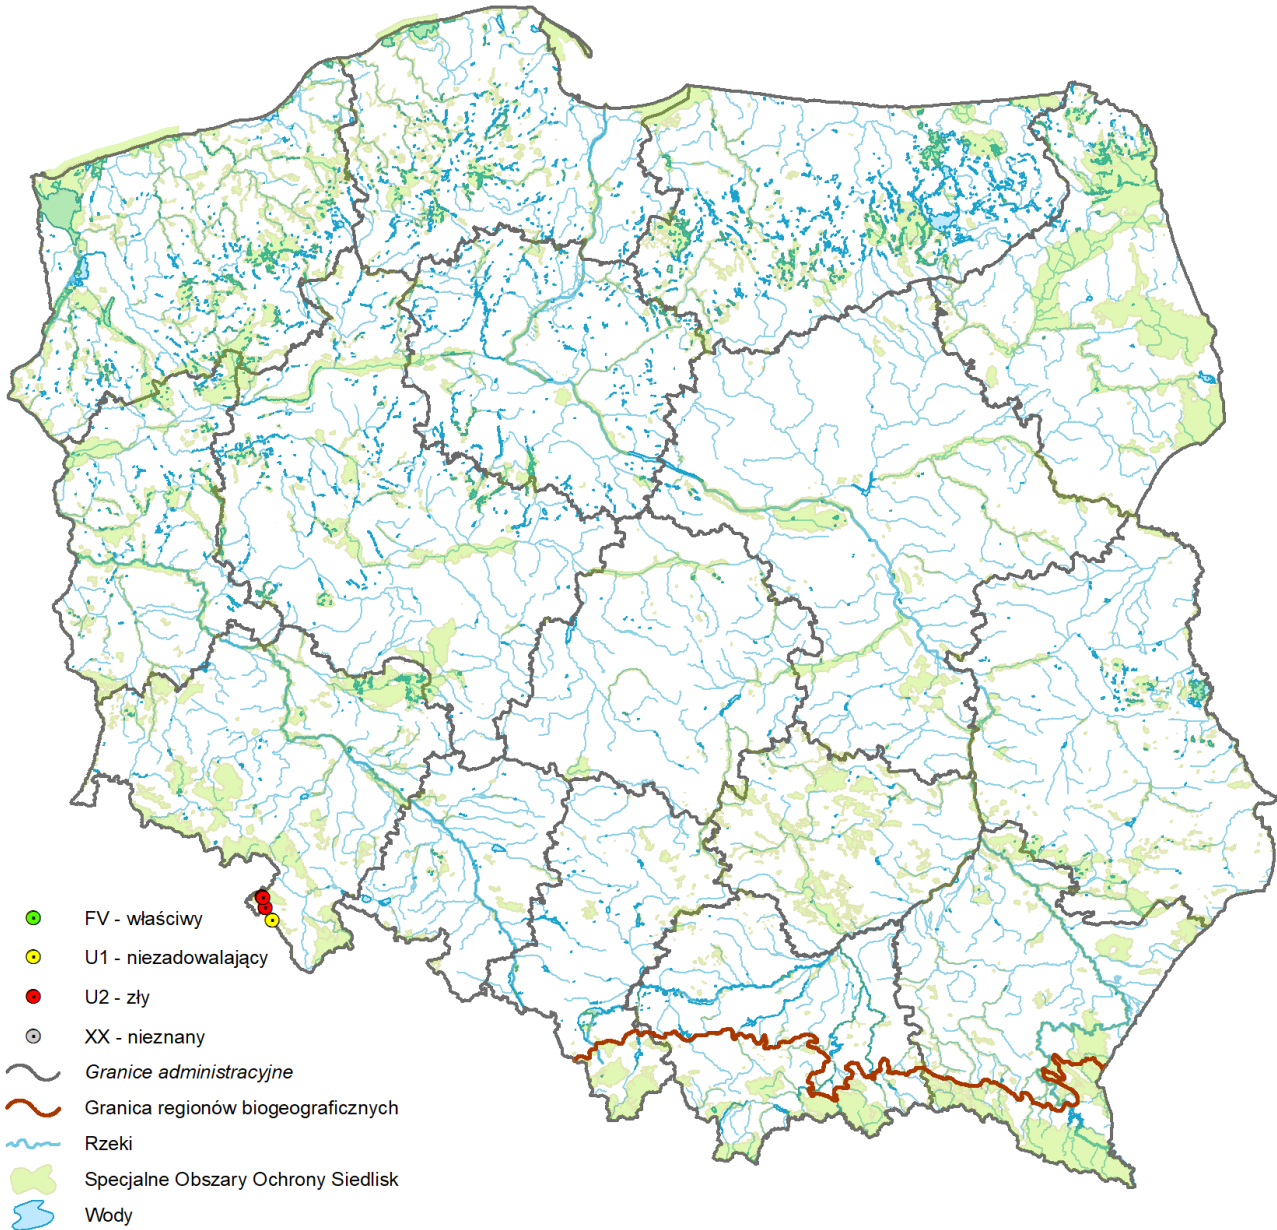 FV - właściwy
U1 - niezadowalający
U2 - zły
XX - nieznany
Granice administracyjne
Granica regionów biogeograficznych
Rzeki
Specjalne Obszary Ochrony Siedlisk
Wody